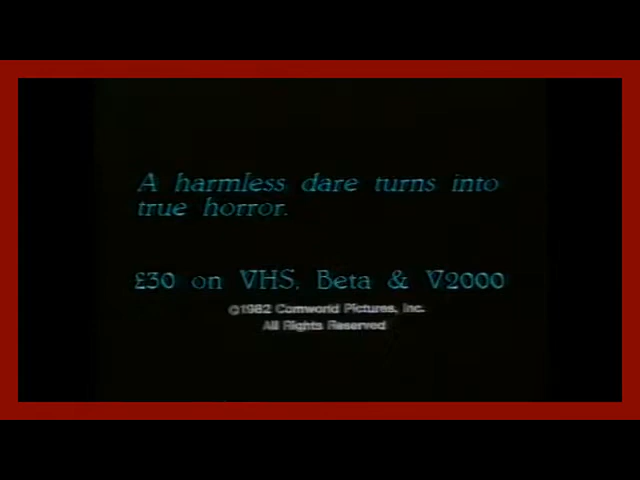 A harmless dare turns into
true horror.
£30 on VHS, Beta & V2000
©1982 Comworld Pictures, Inc.
All Rights Reserved